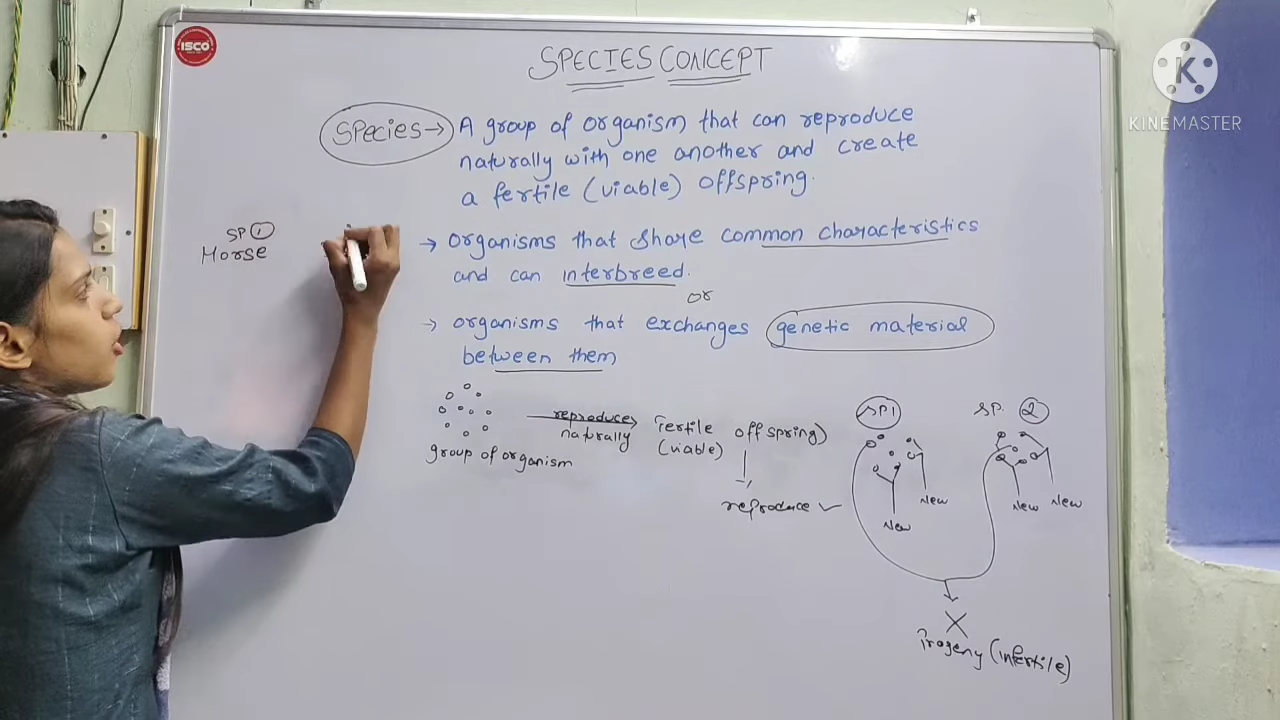 ISCO
SPECIES CONCEPT
K
KINEMASTER
Species→ A group of organism that can reproduce
naturally with one another and create
a fertile (viable) offspring.
SP ①
Horse
→ organisms that share common characteristics
and can interbreed.
or
→ organisms that exchanges genetic material
between them
reproduce
naturally
Fertile offspring)
(viable)
group of organism
reproduce ✓
SP1
SP. 2
New
New
New
New
X
Progeny (infertile)